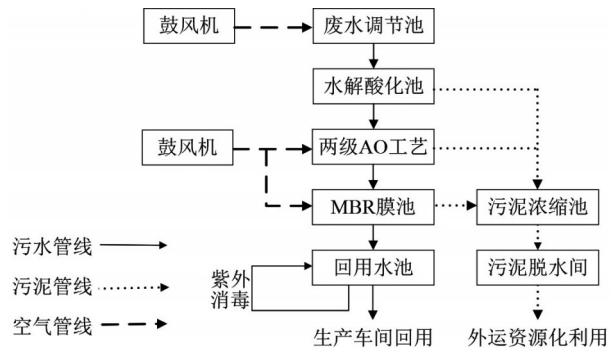 鼓风机
废水调节池
水解酸化池
鼓风机
两级AO工艺
MBR膜池
污泥浓缩池
污水管线
紫外
消毒
回用水池
污泥脱水间
污泥管线
空气管线
生产车间回用
外运资源化利用